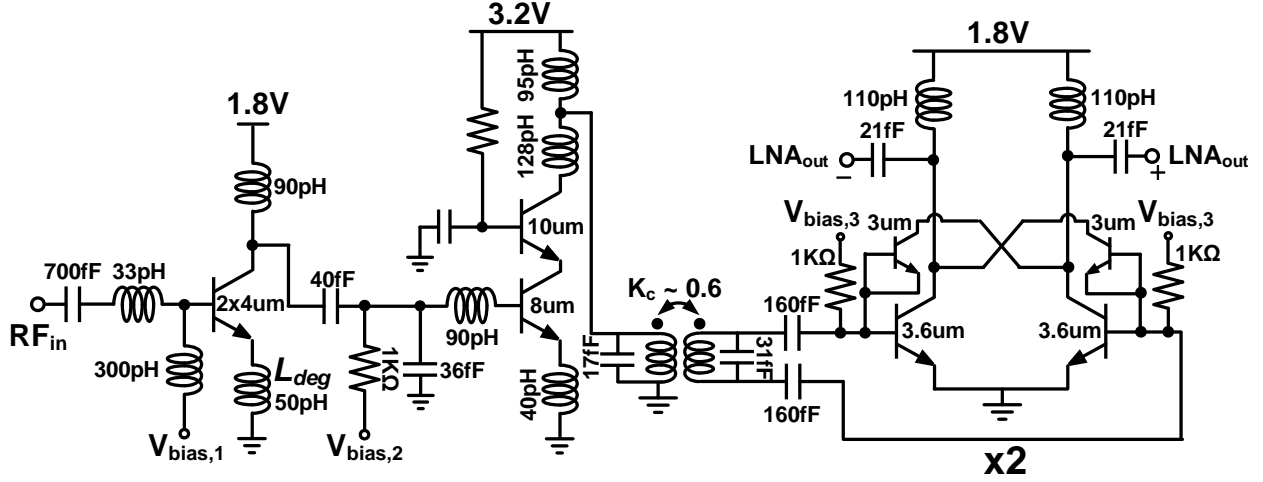 3.2V
1.8V
1.8V
95pH
110pH
110pH
21fF
21fF
128pH
LNAout
−
LNAout
+
90pH
Vbias,3
3um
3um
Vbias,3
10um
1KΩ
1KΩ
700fF
33pH
40fF
Kc ~ 0.6
160fF
RFin
2x4um
8um
3.6um
3.6um
90pH
17fF
31fF
1KΩ
36fF
300pH
Ldeg
50pH
40pH
160fF
Vbias,1
Vbias,2
x2